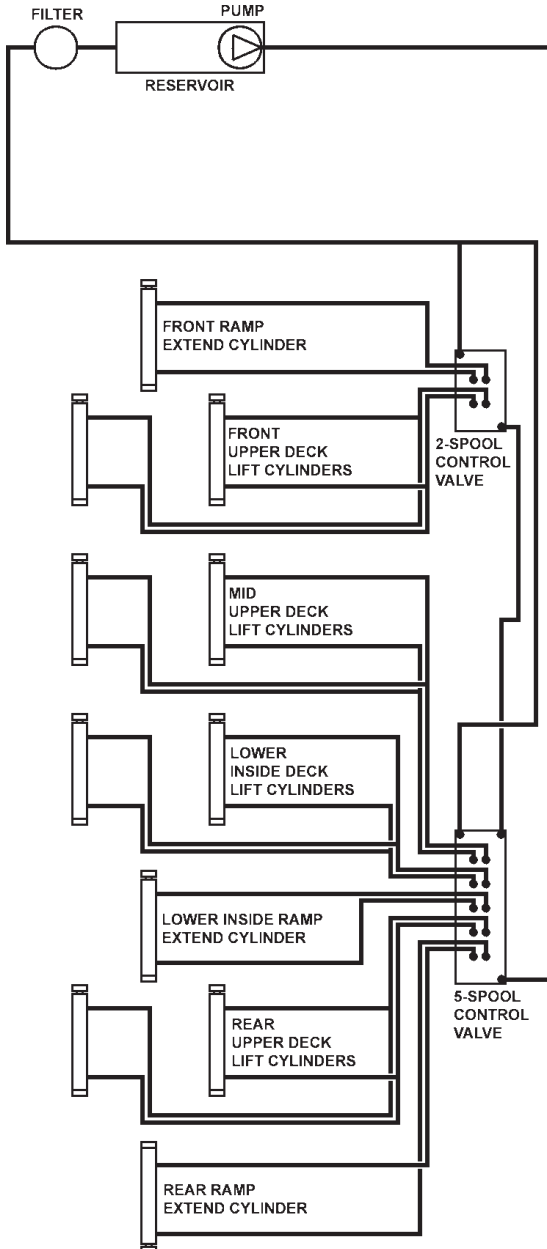 FILTER
PUMP
RESERVOIR
FRONT RAMP
EXTEND CYLINDER
FRONT
UPPER DECK
LIFT CYLINDERS
2-SPOOL
CONTROL
VALVE
MID
UPPER DECK
LIFT CYLINDERS
LOWER
INSIDE DECK
LIFT CYLINDERS
LOWER INSIDE RAMP
EXTEND CYLINDER
5-SPOOL
CONTROL
VALVE
REAR
UPPER DECK
LIFT CYLINDERS
REAR RAMP
EXTEND CYLINDER